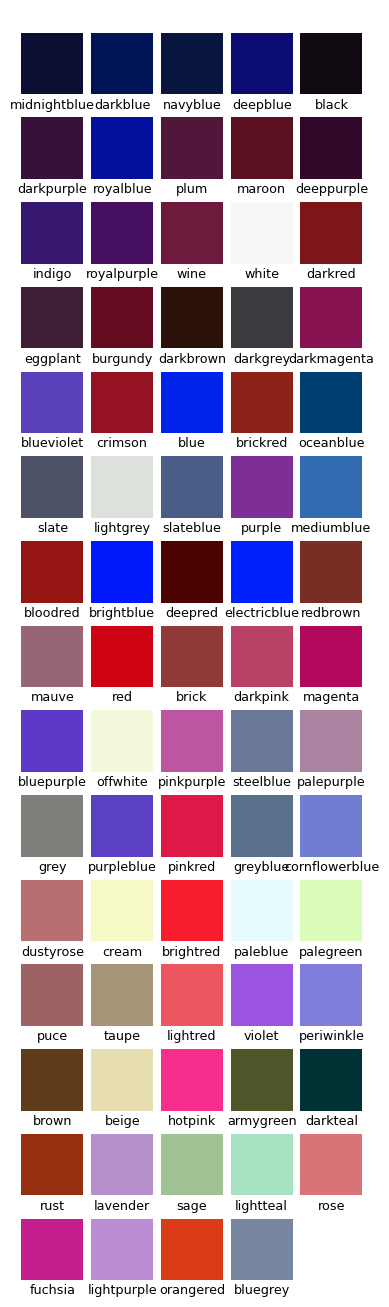 midnightblue darkblue navyblue deepblue black
darkpurple royalblue plum maroon deeppurple
indigo royalpurple wine white darkred
eggplant burgundy darkbrown darkgrey darkmagenta
blueviolet crimson blue brickred oceanblue
slate lightgrey slateblue purple mediumblue
bloodred brightblue deepred electricblue redbrown
mauve red brick darkpink magenta
bluepurple offwhite pinkpurple steelblue palepurple
grey purpleblue pinkred greyblue cornflowerblue
dustyrose cream brightred paleblue palegreen
puce taupe lightred violet periwinkle
brown beige hotpink armygreen darkteal
rust lavender sage lightteal rose
fuchsia lightpurple orangered bluegrey